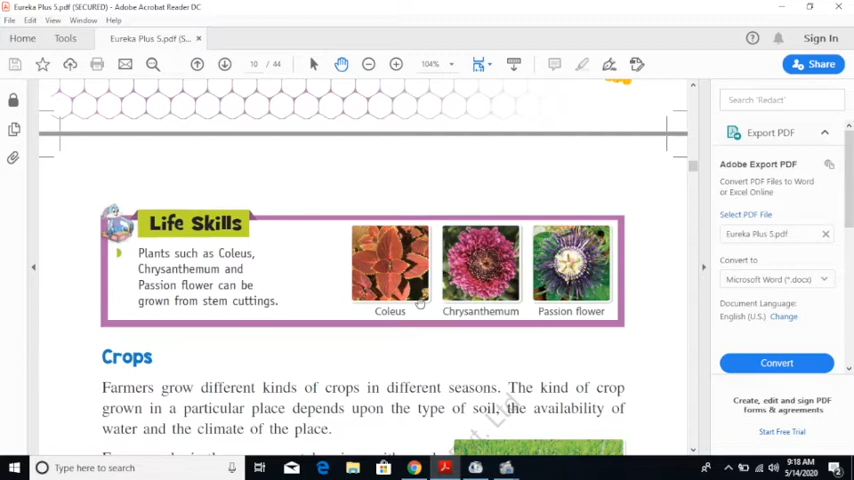 Eureka Plus 5.pdf (SECURED) - Adobe Acrobat Reader DC
File Edit View Window Help
Home Tools Eureka Plus 5.pdf (S... × Sign In
10 / 44 104% Share
Search 'Redact'
Export PDF
Adobe Export PDF
Convert PDF Files to Word
or Excel Online
Select PDF File
Eureka Plus 5.pdf
Convert to
Microsoft Word (*.docx)
Document Language:
English (U.S.) Change
Convert
Create, edit and sign PDF
forms & agreements
Start Free Trial
Life Skills
Plants such as Coleus,
Chrysanthemum and
Passion flower can be
grown from stem cuttings.
Coleus Chrysanthemum Passion flower
Crops
Farmers grow different kinds of crops in different seasons. The kind of crop
grown in a particular place depends upon the type of soil, the availability of
water and the climate of the place.
Type here to search
9:18 AM
5/14/2020
2